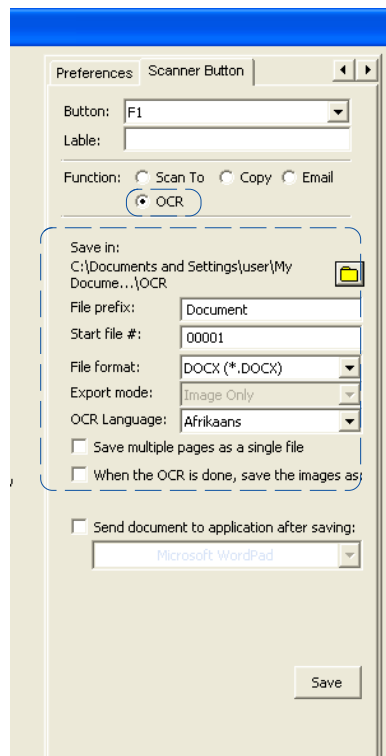 Preferences Scanner Button
Button: F1
Lable:
Function: Scan To Copy Email
OCR
Save in:
C:\Documents and Settings\user\My
Docume...\OCR
File prefix: Document
Start file #: 00001
File format: DOCX (*.DOCX)
Export mode: Image Only
OCR Language: Afrikaans
Save multiple pages as a single file
When the OCR is done, save the images as:
Send document to application after saving:
Microsoft WordPad
Save